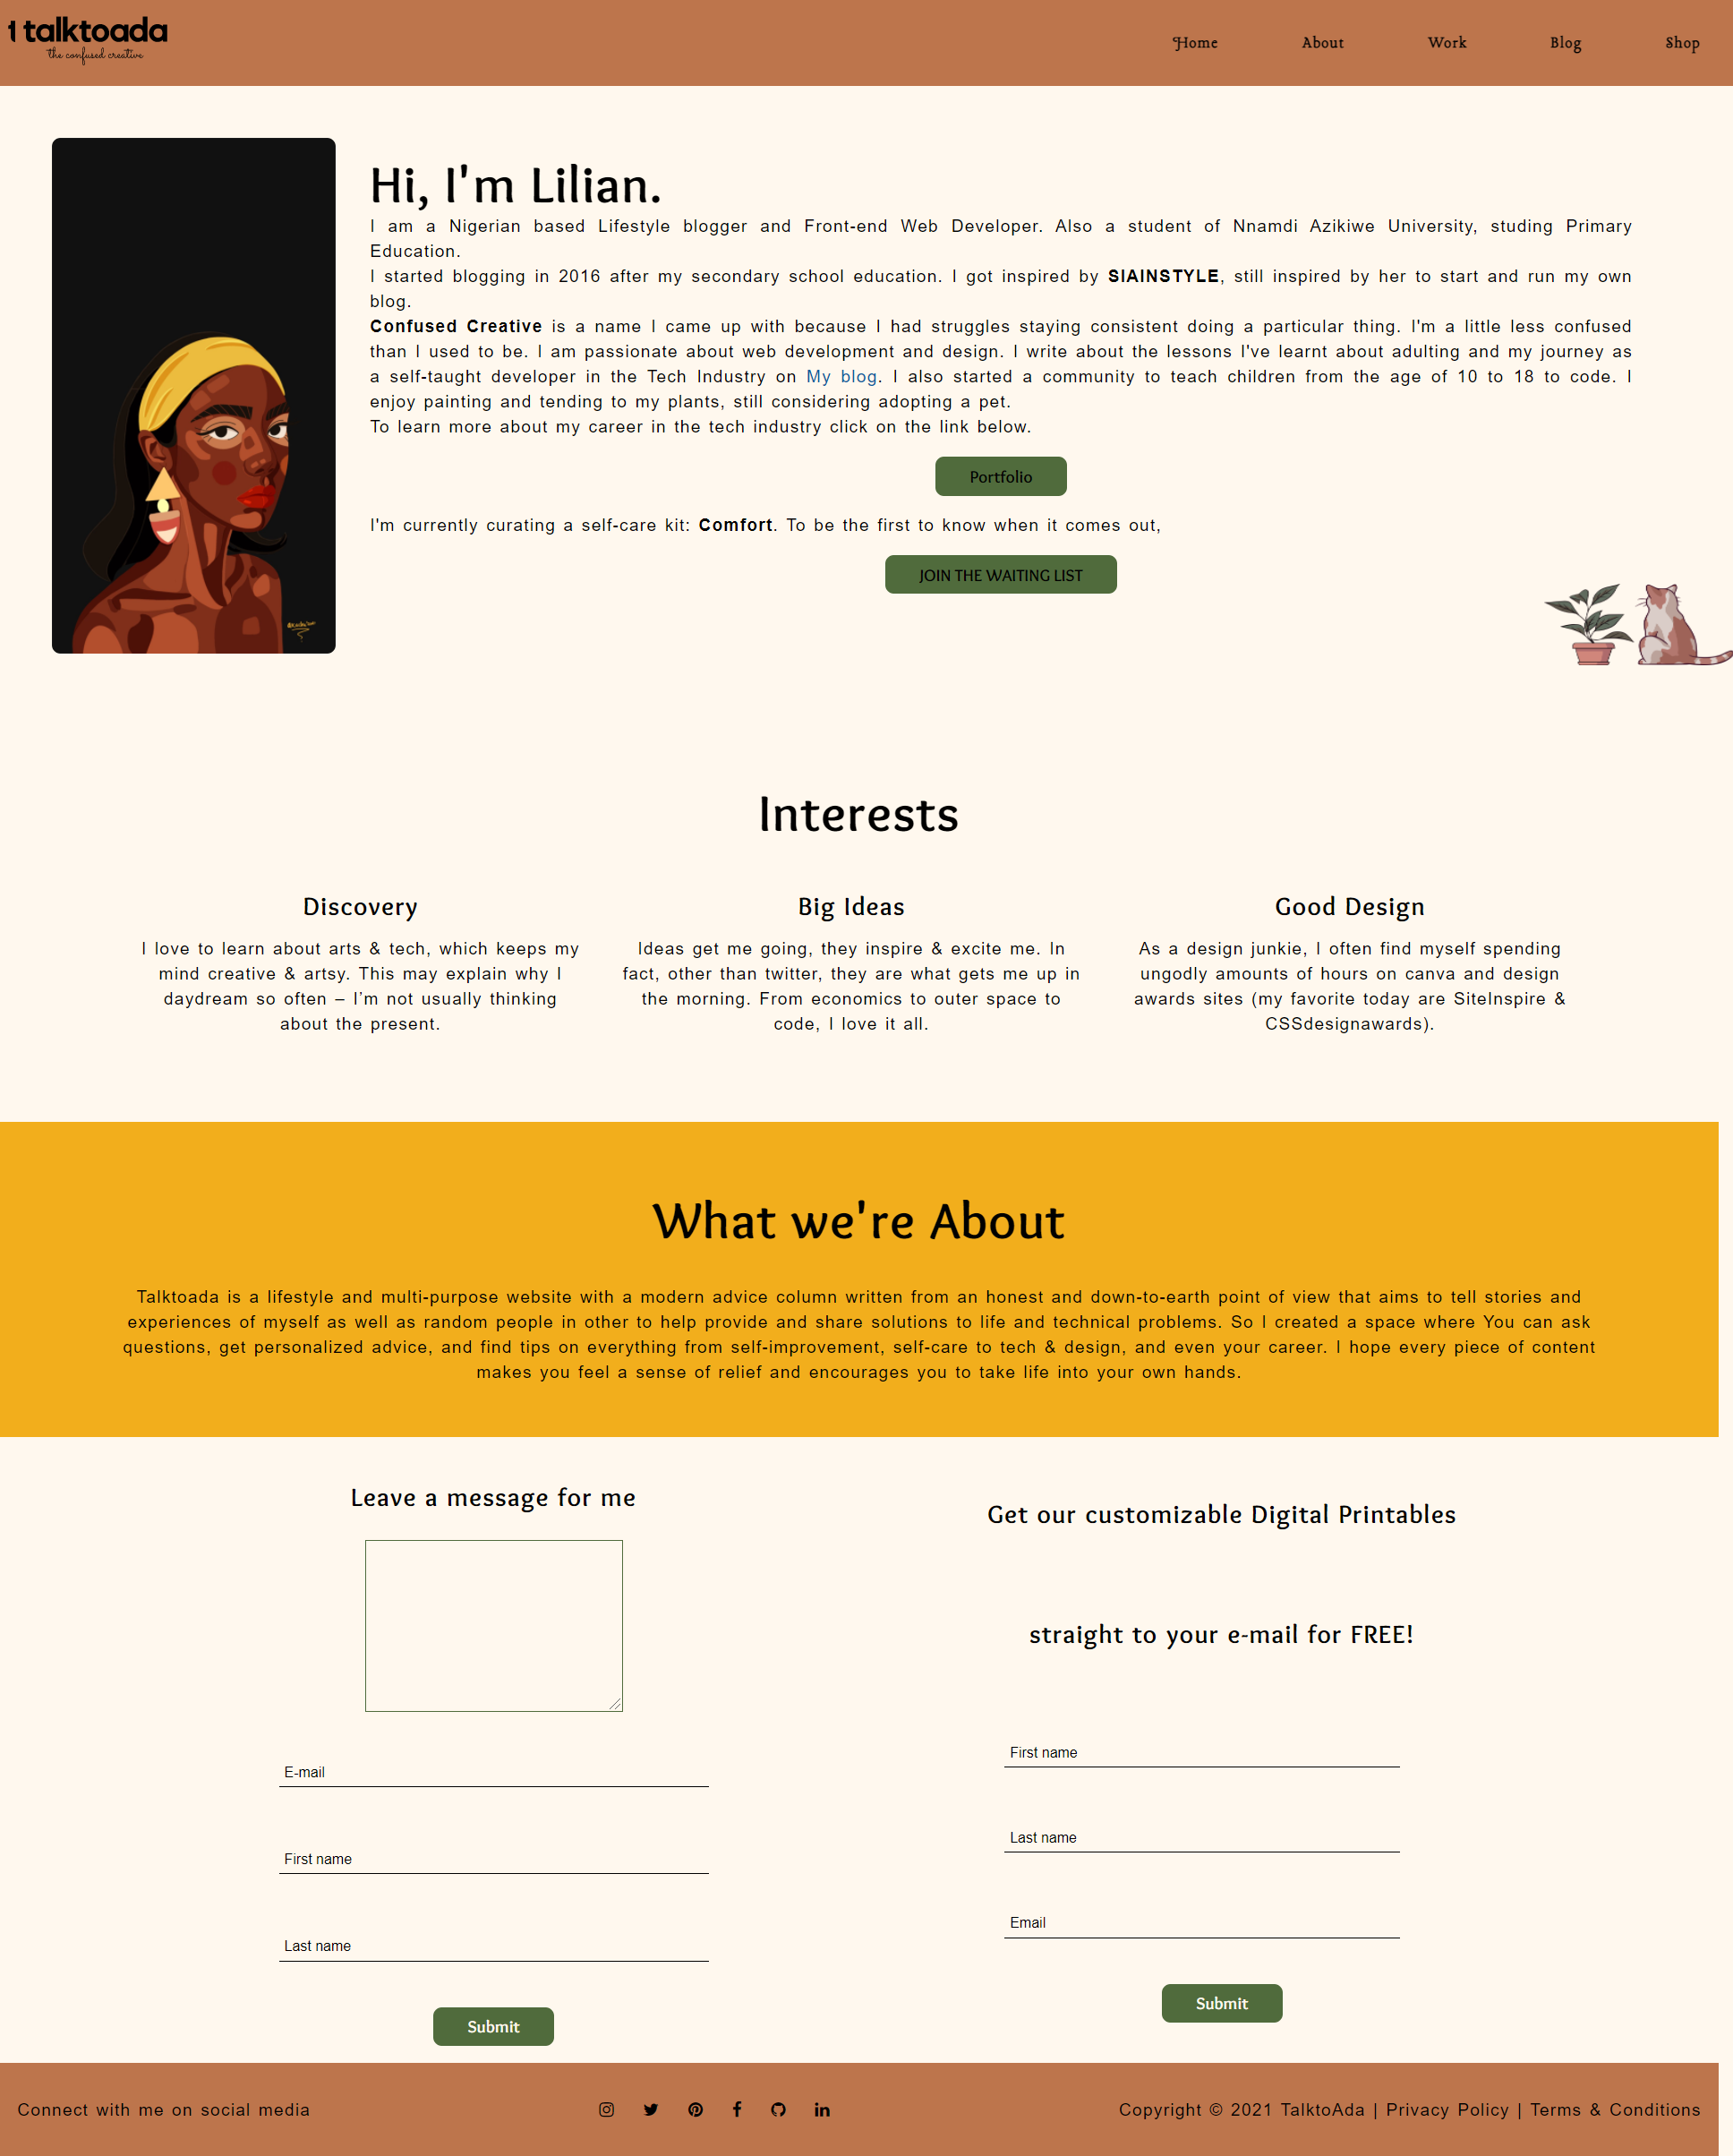 1 talktoada
the confused creative
Home About Work Blog Shop
Hi, I'm Lilian.
I am a Nigerian based Lifestyle blogger and Front-end Web Developer. Also a student of Nnamdi Azikiwe University, studing Primary
Education.
I started blogging in 2016 after my secondary school education. I got inspired by SIAINSTYLE, still inspired by her to start and run my own
blog.
Confused Creative is a name I came up with because I had struggles staying consistent doing a particular thing. I'm a little less confused
than I used to be. I am passionate about web development and design. I write about the lessons I've learnt about adulting and my journey as
a self-taught developer in the Tech Industry on My blog. I also started a community to teach children from the age of 10 to 18 to code. I
enjoy painting and tending to my plants, still considering adopting a pet.
To learn more about my career in the tech industry click on the link below.
Portfolio
I'm currently curating a self-care kit: Comfort. To be the first to know when it comes out,
JOIN THE WAITING LIST
Interests
Discovery
I love to learn about arts & tech, which keeps my
mind creative & artsy. This may explain why I
daydream so often – I’m not usually thinking
about the present.
Big Ideas
Ideas get me going, they inspire & excite me. In
fact, other than twitter, they are what gets me up in
the morning. From economics to outer space to
code, I love it all.
Good Design
As a design junkie, I often find myself spending
ungodly amounts of hours on canva and design
awards sites (my favorite today are SiteInspire &
CSSdesignawards).
What we're About
Talktoada is a lifestyle and multi-purpose website with a modern advice column written from an honest and down-to-earth point of view that aims to tell stories and
experiences of myself as well as random people in other to help provide and share solutions to life and technical problems. So I created a space where You can ask
questions, get personalized advice, and find tips on everything from self-improvement, self-care to tech & design, and even your career. I hope every piece of content
makes you feel a sense of relief and encourages you to take life into your own hands.
Leave a message for me
E-mail
First name
Last name
Submit
Get our customizable Digital Printables
straight to your e-mail for FREE!
First name
Last name
Email
Submit
Connect with me on social media
Copyright © 2021 TalktoAda | Privacy Policy | Terms & Conditions